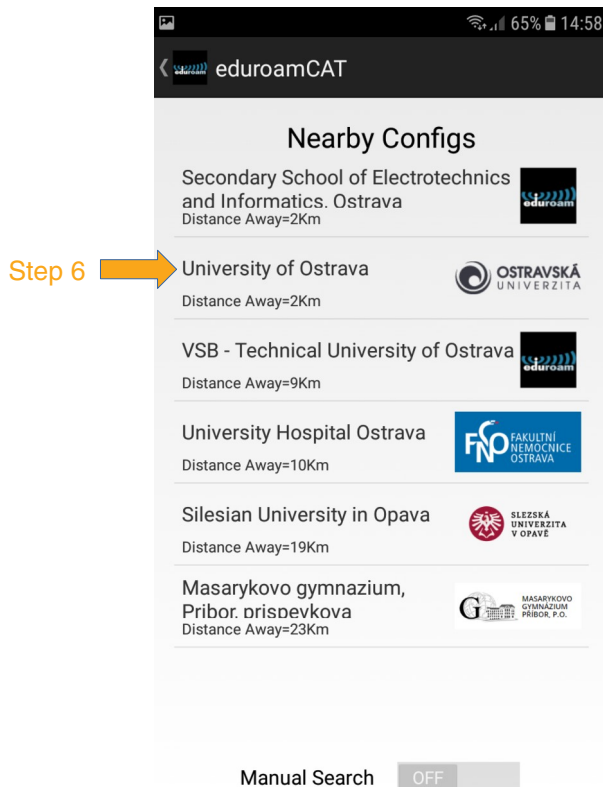 65% 14:58
eduroam eduroamCAT
Nearby Configs
Secondary School of Electrotechnics
and Informatics, Ostrava
Distance Away=2Km
eduroam
Step 6
University of Ostrava
Distance Away=2Km
OSTRAVSKÁ
UNIVERZITA
VSB - Technical University of Ostrava
Distance Away=9Km
eduroam
University Hospital Ostrava
Distance Away=10Km
FNO
FAKULTNÍ
NEMOCNICE
OSTRAVA
Silesian University in Opava
Distance Away=19Km
SLEZSKÁ
UNIVERZITA
V OPAVĚ
Masarykovo gymnazium,
Pribor, prispevkova
Distance Away=23Km
G
MASARYKOVO
GYMNÁZIUM
PŘÍBOR, P.O.
Manual Search OFF